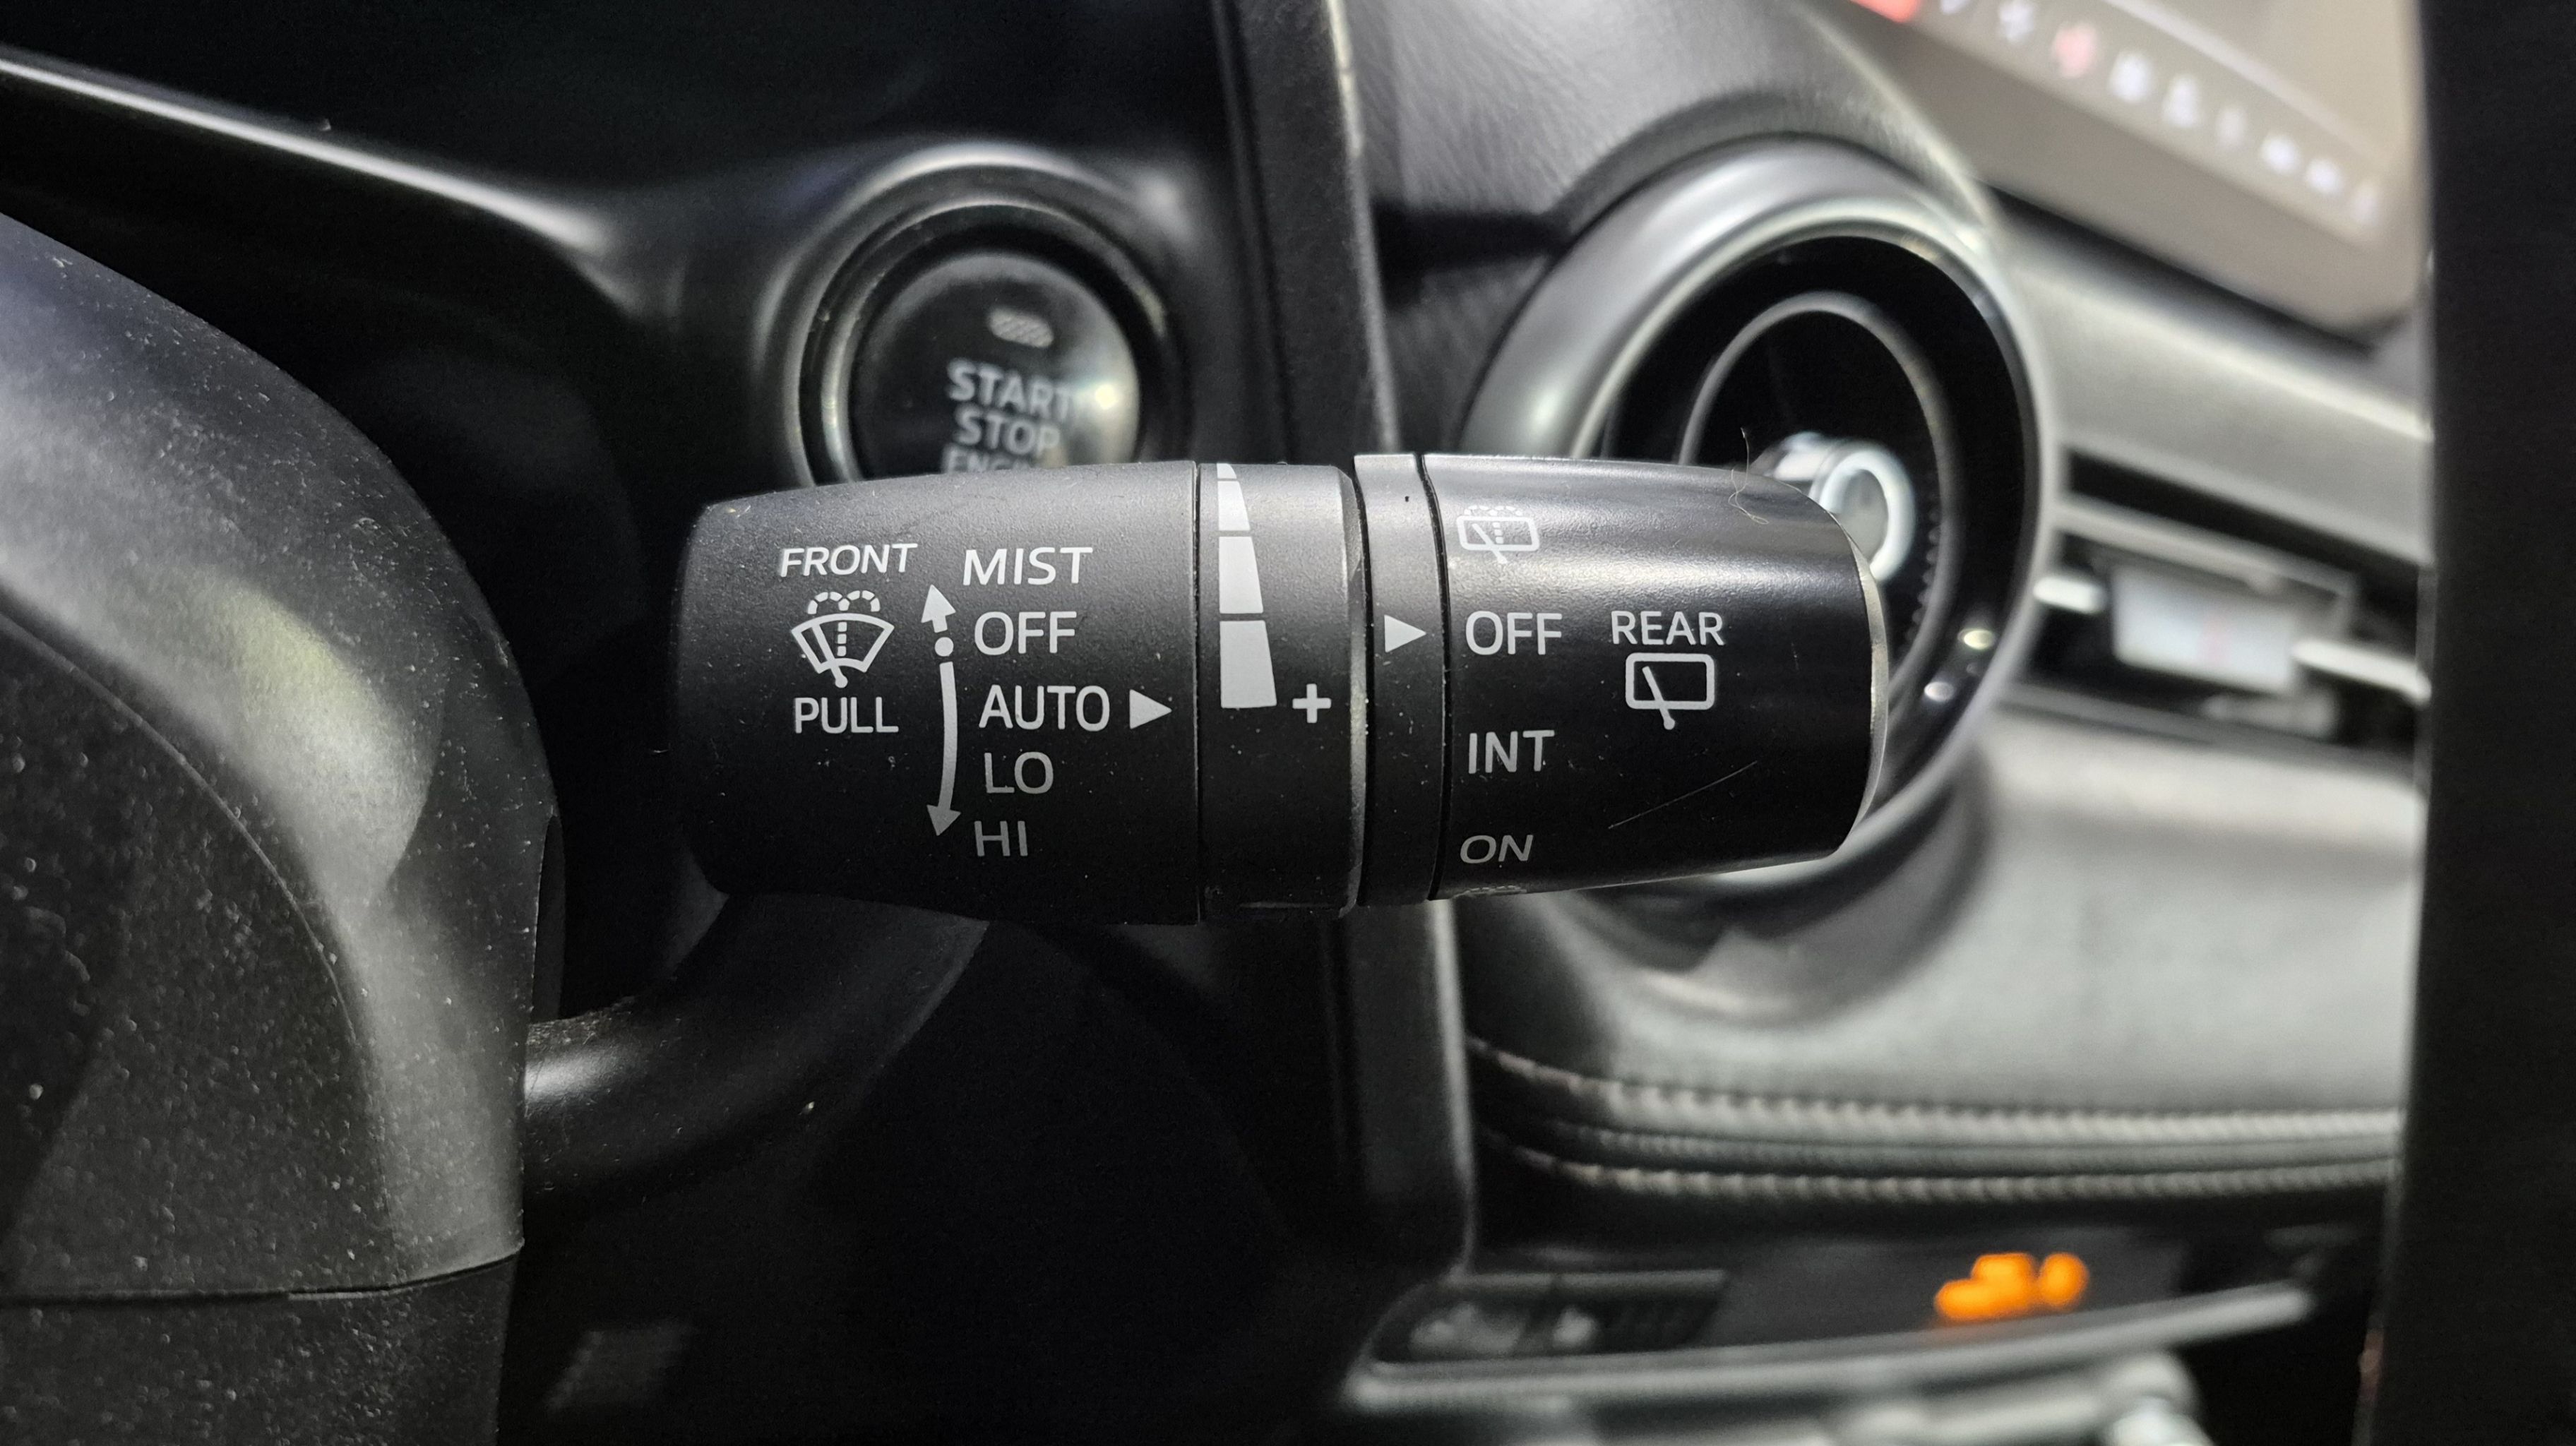 START
STOP
FRONT
PULL
MIST
OFF
AUTO
LO
HI
+
OFF
INT
ON
REAR